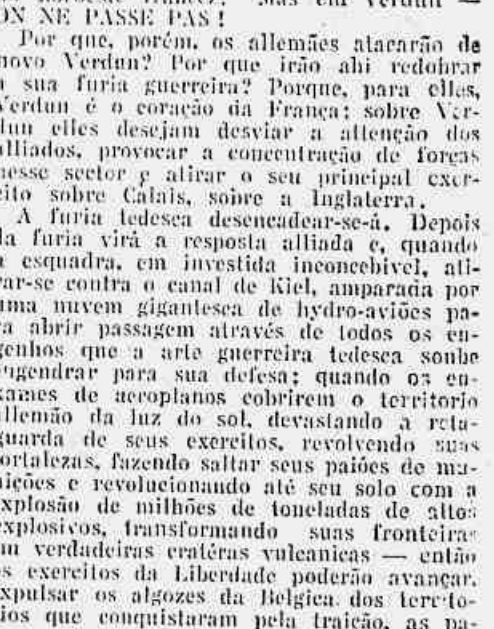 ON NE PASSE PAS!
Por que, porém, os allemães atacarão de
novo Verdun? Por que irão ahi redobrar
a sua furia guerreira? Porque, para elles,
Verdun é o coração da França; sobre Ver-
dun elles desejam desviar a attenção dos
alliados, provocar a concentração de forças
nesse sector e atirar o seu principal exer-
cito sobre Calais, sobre a Inglaterra.
A furia tedesca desencadear-se-á. Depois
da furia virá a resposta alliada e, quando
a esquadra, em investida inconcebivel, ati-
rar-se contra o canal de Kiel, amparada por
uma nuvem gigantesca de hydro-aviões pa-
ra abrir passagem através de todos os en-
genhos que a arte guerreira tedesca soube
engendrar para sua defesa; quando os en-
xames de aeroplanos cobrirem o territorio
allemão da luz do sol, devastando a reta-
guarda de seus exercitos, revolvendo suas
fortalezas, fazendo saltar seus paióes de mu-
nições e revolucionando até seu solo com a
explosão de milhões de toneladas de altos
explosivos, transformando suas fronteiras
em verdadeiras cratéras vulcanicas — então
os exercitos da Liberdade poderão avançar,
expulsar os algozes da Belgica, dos territo-
rios que conquistaram pela traição, as pa-